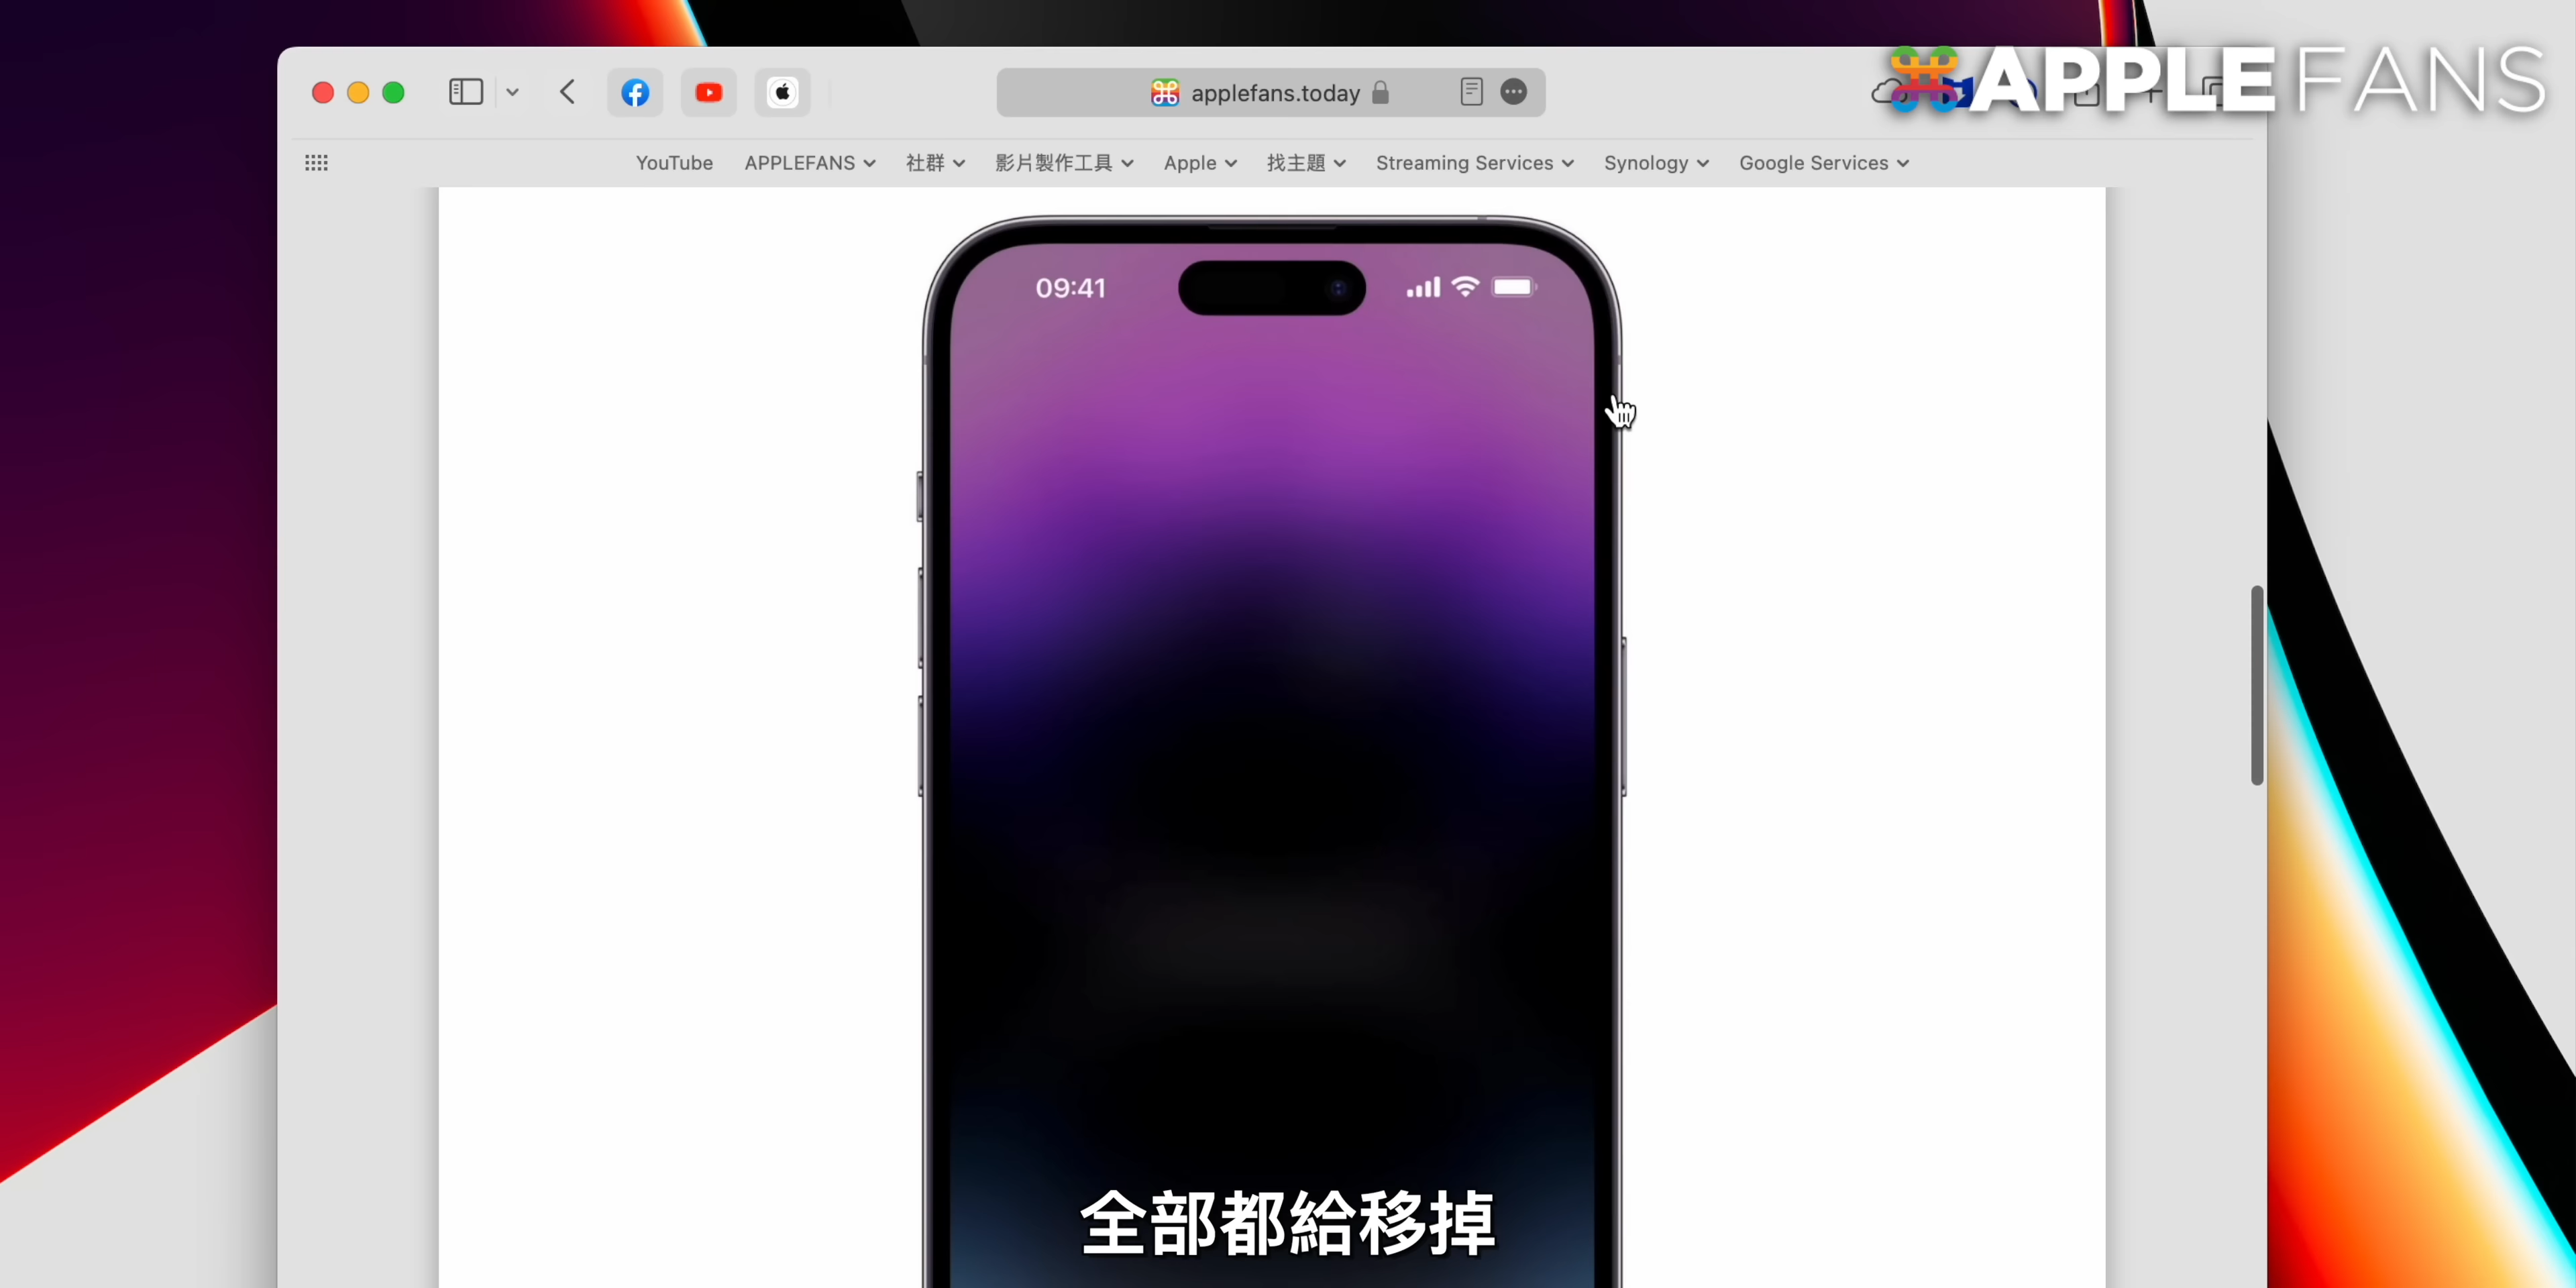 APPLEFANS
applefans.today
YouTube APPLEFANS 社群 影片製作工具 Apple 找主題 Streaming Services Synology Google Services
09:41
全部都給移掉